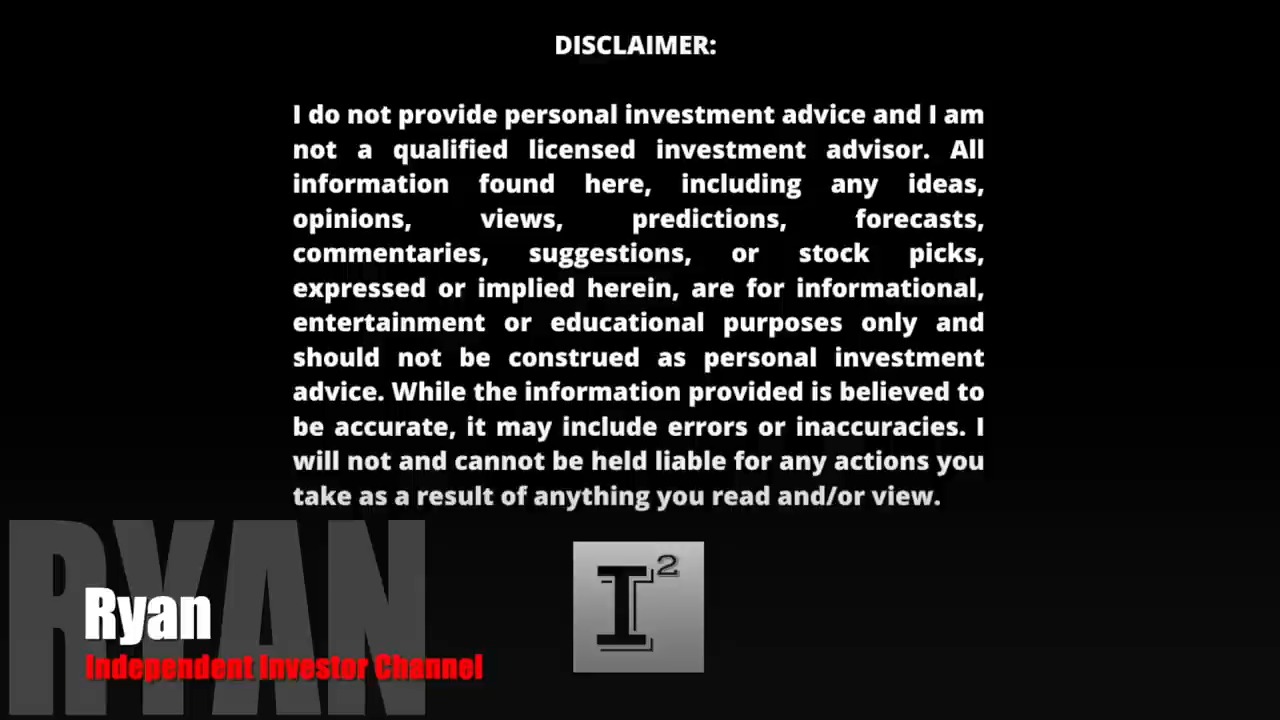 DISCLAIMER:
I do not provide personal investment advice and I am
not a qualified licensed investment advisor. All
information found here, including any ideas,
opinions, views, predictions, forecasts,
commentaries, suggestions, or stock picks,
expressed or implied herein, are for informational,
entertainment or educational purposes only and
should not be construed as personal investment
advice. While the information provided is believed to
be accurate, it may include errors or inaccuracies. I
will not and cannot be held liable for any actions you
take as a result of anything you read and/or view.
RYAN
Ryan
Independent Investor Channel
I²